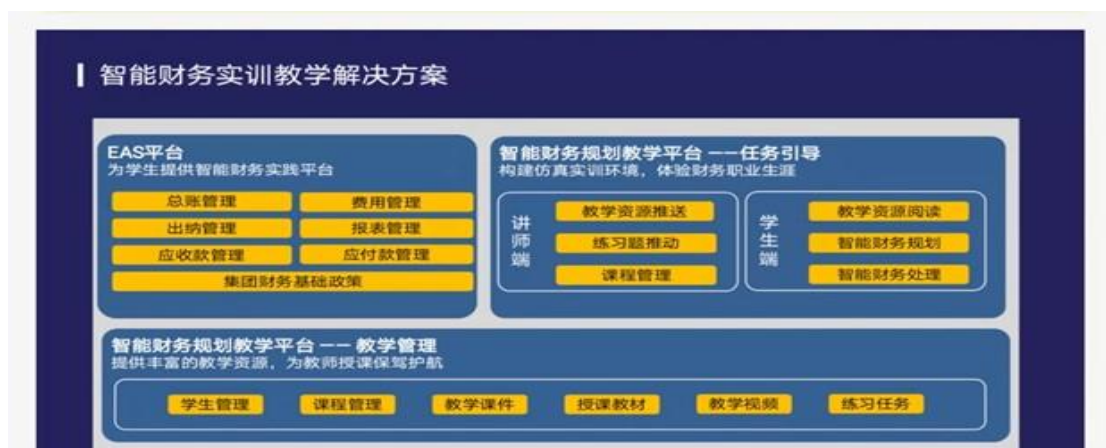 智能财务实训教学解决方案
EAS平台
为学生提供智能财务实践平台
总账管理
费用管理
出纳管理
报表管理
应收款管理
应付款管理
集团财务基础政策
智能财务规划教学平台 ——任务引导
构建仿真实训环境，体验财务职业生涯
讲师端
教学资源推送
练习题推动
课程管理
学生端
教学资源阅读
智能财务规划
智能财务处理
智能财务规划教学平台 —— 教学管理
提供丰富的教学资源，为教师授课保驾护航
学生管理
课程管理
教学课件
授课教材
教学视频
练习任务